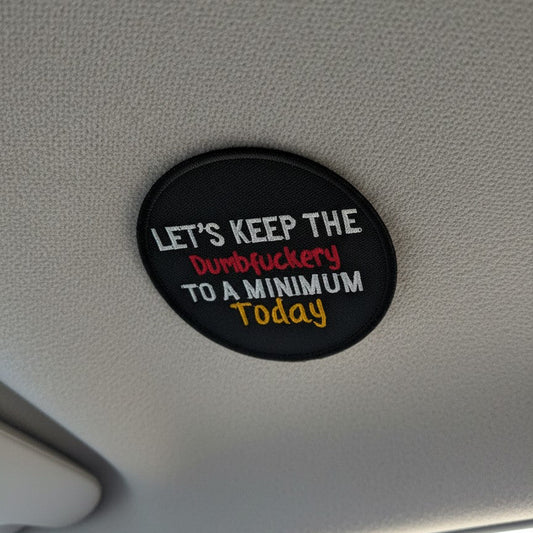 LET'S KEEP THE
Dumbfuckery
TO A MINIMUM
Today